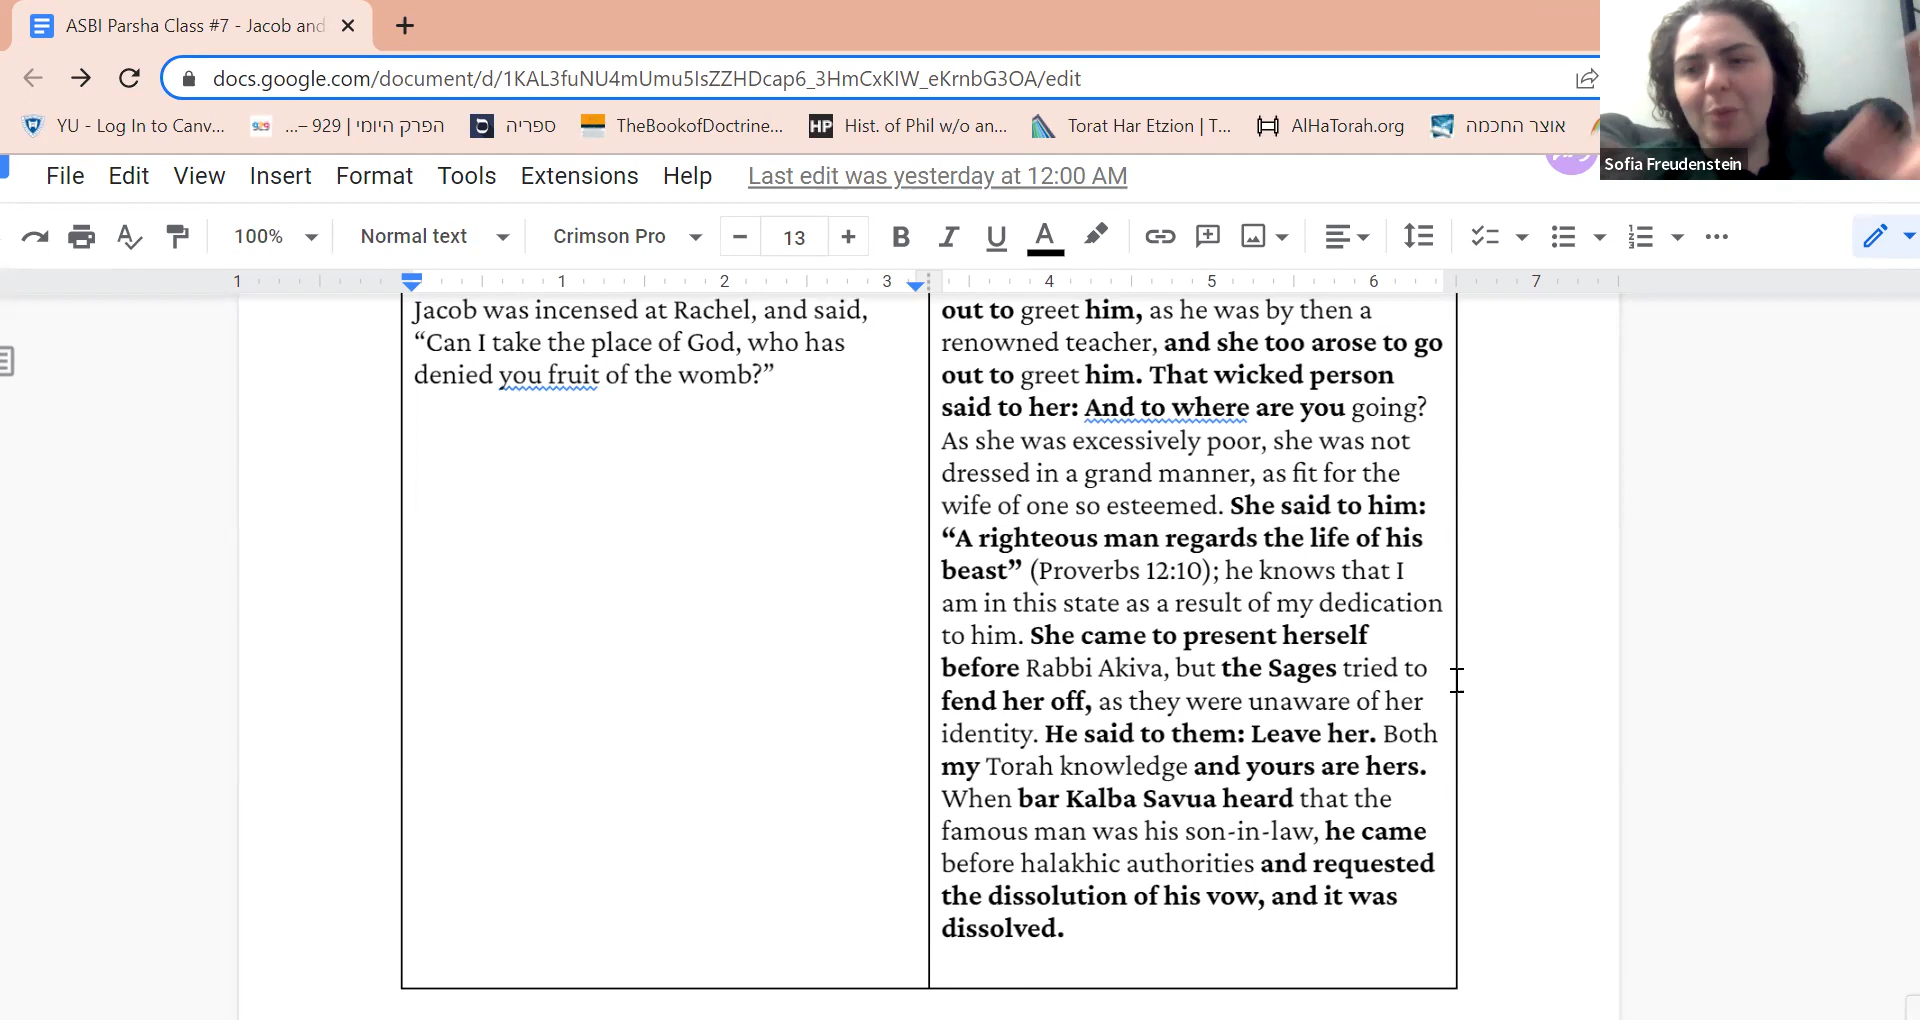 ASBI Parsha Class #7 - Jacob and
docs.google.com/document/d/1KAL3fuNU4mUmu5IsZZHDcap6_3HmCxKIW_eKrnbG3OA/edit
YU - Log In to Canv...
929
...– 929 | הפרק היומי
ספריה
TheBookofDoctrine...
HP
Hist. of Phil w/o an...
Torat Har Etzion | T...
AlHaTorah.org
אוצר החכמה
Sofia Freudenstein
File Edit View Insert Format Tools Extensions Help Last edit was yesterday at 12:00 AM
100% Normal text Crimson Pro − 13 + B I U A
1 1 2 3 4 5 6 7
Jacob was incensed at Rachel, and said,
“Can I take the place of God, who has
denied you fruit of the womb?”
out to greet him, as he was by then a
renowned teacher, and she too arose to go
out to greet him. That wicked person
said to her: And to where are you going?
As she was excessively poor, she was not
dressed in a grand manner, as fit for the
wife of one so esteemed. She said to him:
“A righteous man regards the life of his
beast” (Proverbs 12:10); he knows that I
am in this state as a result of my dedication
to him. She came to present herself
before Rabbi Akiva, but the Sages tried to
fend her off, as they were unaware of her
identity. He said to them: Leave her. Both
my Torah knowledge and yours are hers.
When bar Kalba Savua heard that the
famous man was his son-in-law, he came
before halakhic authorities and requested
the dissolution of his vow, and it was
dissolved.